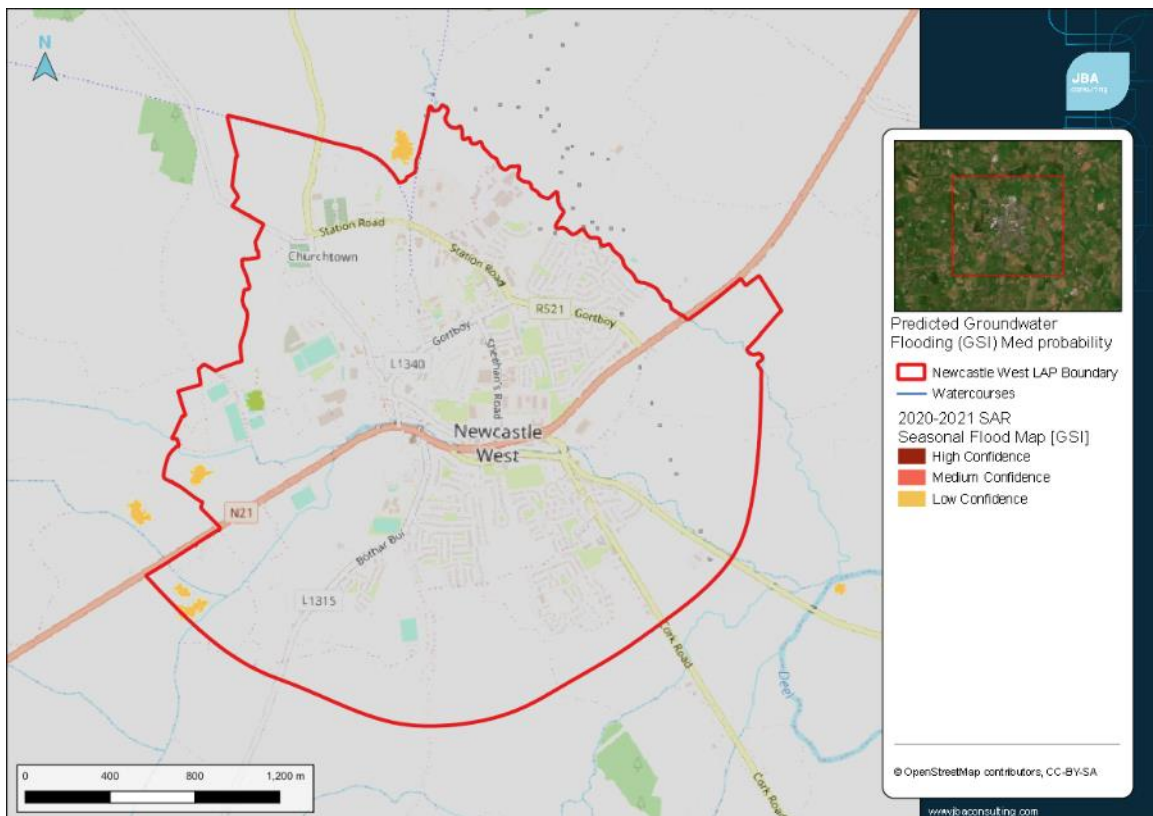 N
JBA
consulting
Station Road
Churchtown
Station Road
R521
Gortboy
Gortboy
L1340
Sheehan's Road
Newcastle
West
N21
Bothar Bui
L1315
Cork Road
Deel
Cork Road
0 400 800 1,200 m
Predicted Groundwater
Flooding (GSI) Med probability
Newcastle West LAP Boundary
Watercourses
2020-2021 SAR
Seasonal Flood Map [GSI]
High Confidence
Medium Confidence
Low Confidence
© OpenStreetMap contributors, CC-BY-SA
www.jbaconsulting.com